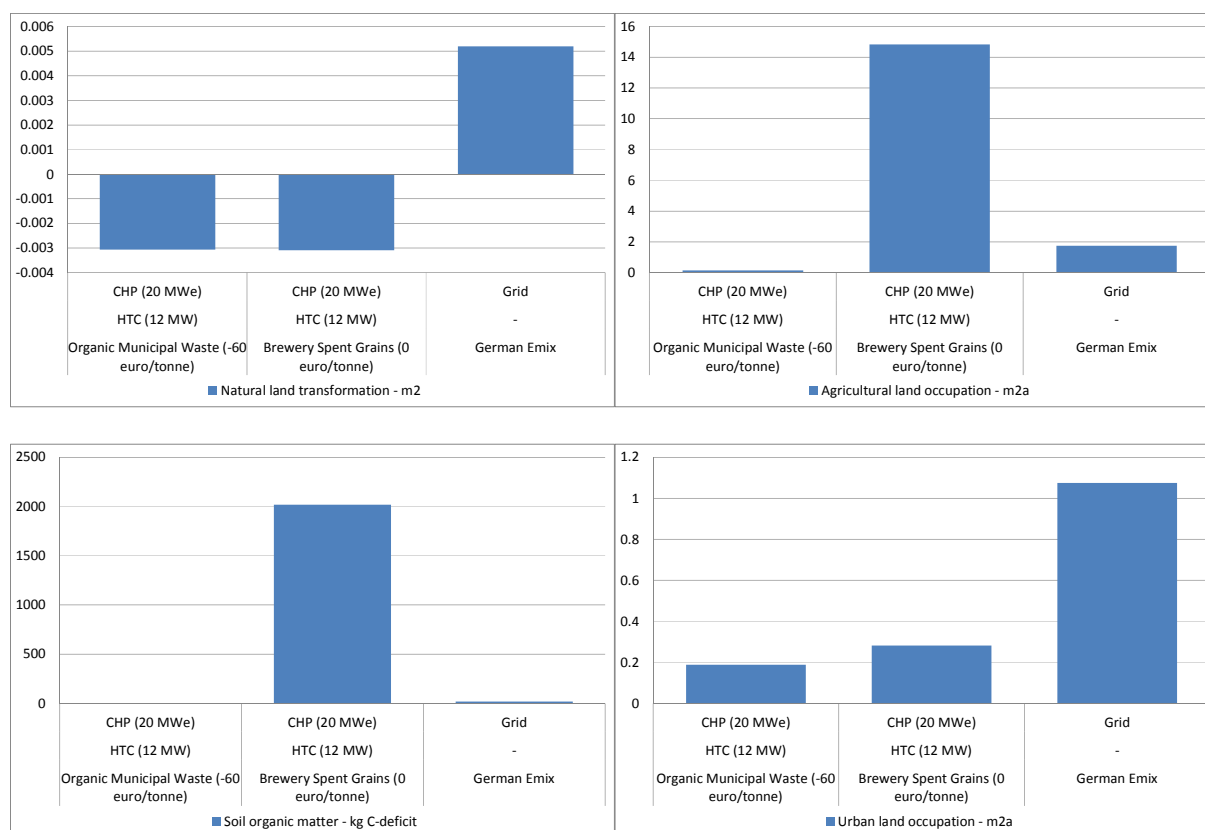 0.006
0.005
0.004
0.003
0.002
0.001
0
-0.001
-0.002
-0.003
-0.004
CHP (20 MWe) CHP (20 MWe) Grid
HTC (12 MW) HTC (12 MW) -
Organic Municipal Waste (-60 Brewery Spent Grains (0 German Emix
euro/tonne) euro/tonne)
Natural land transformation - m2
16
14
12
10
8
6
4
2
0
CHP (20 MWe) CHP (20 MWe) Grid
HTC (12 MW) HTC (12 MW) -
Organic Municipal Waste (-60 Brewery Spent Grains (0 German Emix
euro/tonne) euro/tonne)
Agricultural land occupation - m2a
2500
2000
1500
1000
500
0
CHP (20 MWe) CHP (20 MWe) Grid
HTC (12 MW) HTC (12 MW) -
Organic Municipal Waste (-60 Brewery Spent Grains (0 German Emix
euro/tonne) euro/tonne)
Soil organic matter - kg C-deficit
1.2
1
0.8
0.6
0.4
0.2
0
CHP (20 MWe) CHP (20 MWe) Grid
HTC (12 MW) HTC (12 MW) -
Organic Municipal Waste (-60 Brewery Spent Grains (0 German Emix
euro/tonne) euro/tonne)
Urban land occupation - m2a